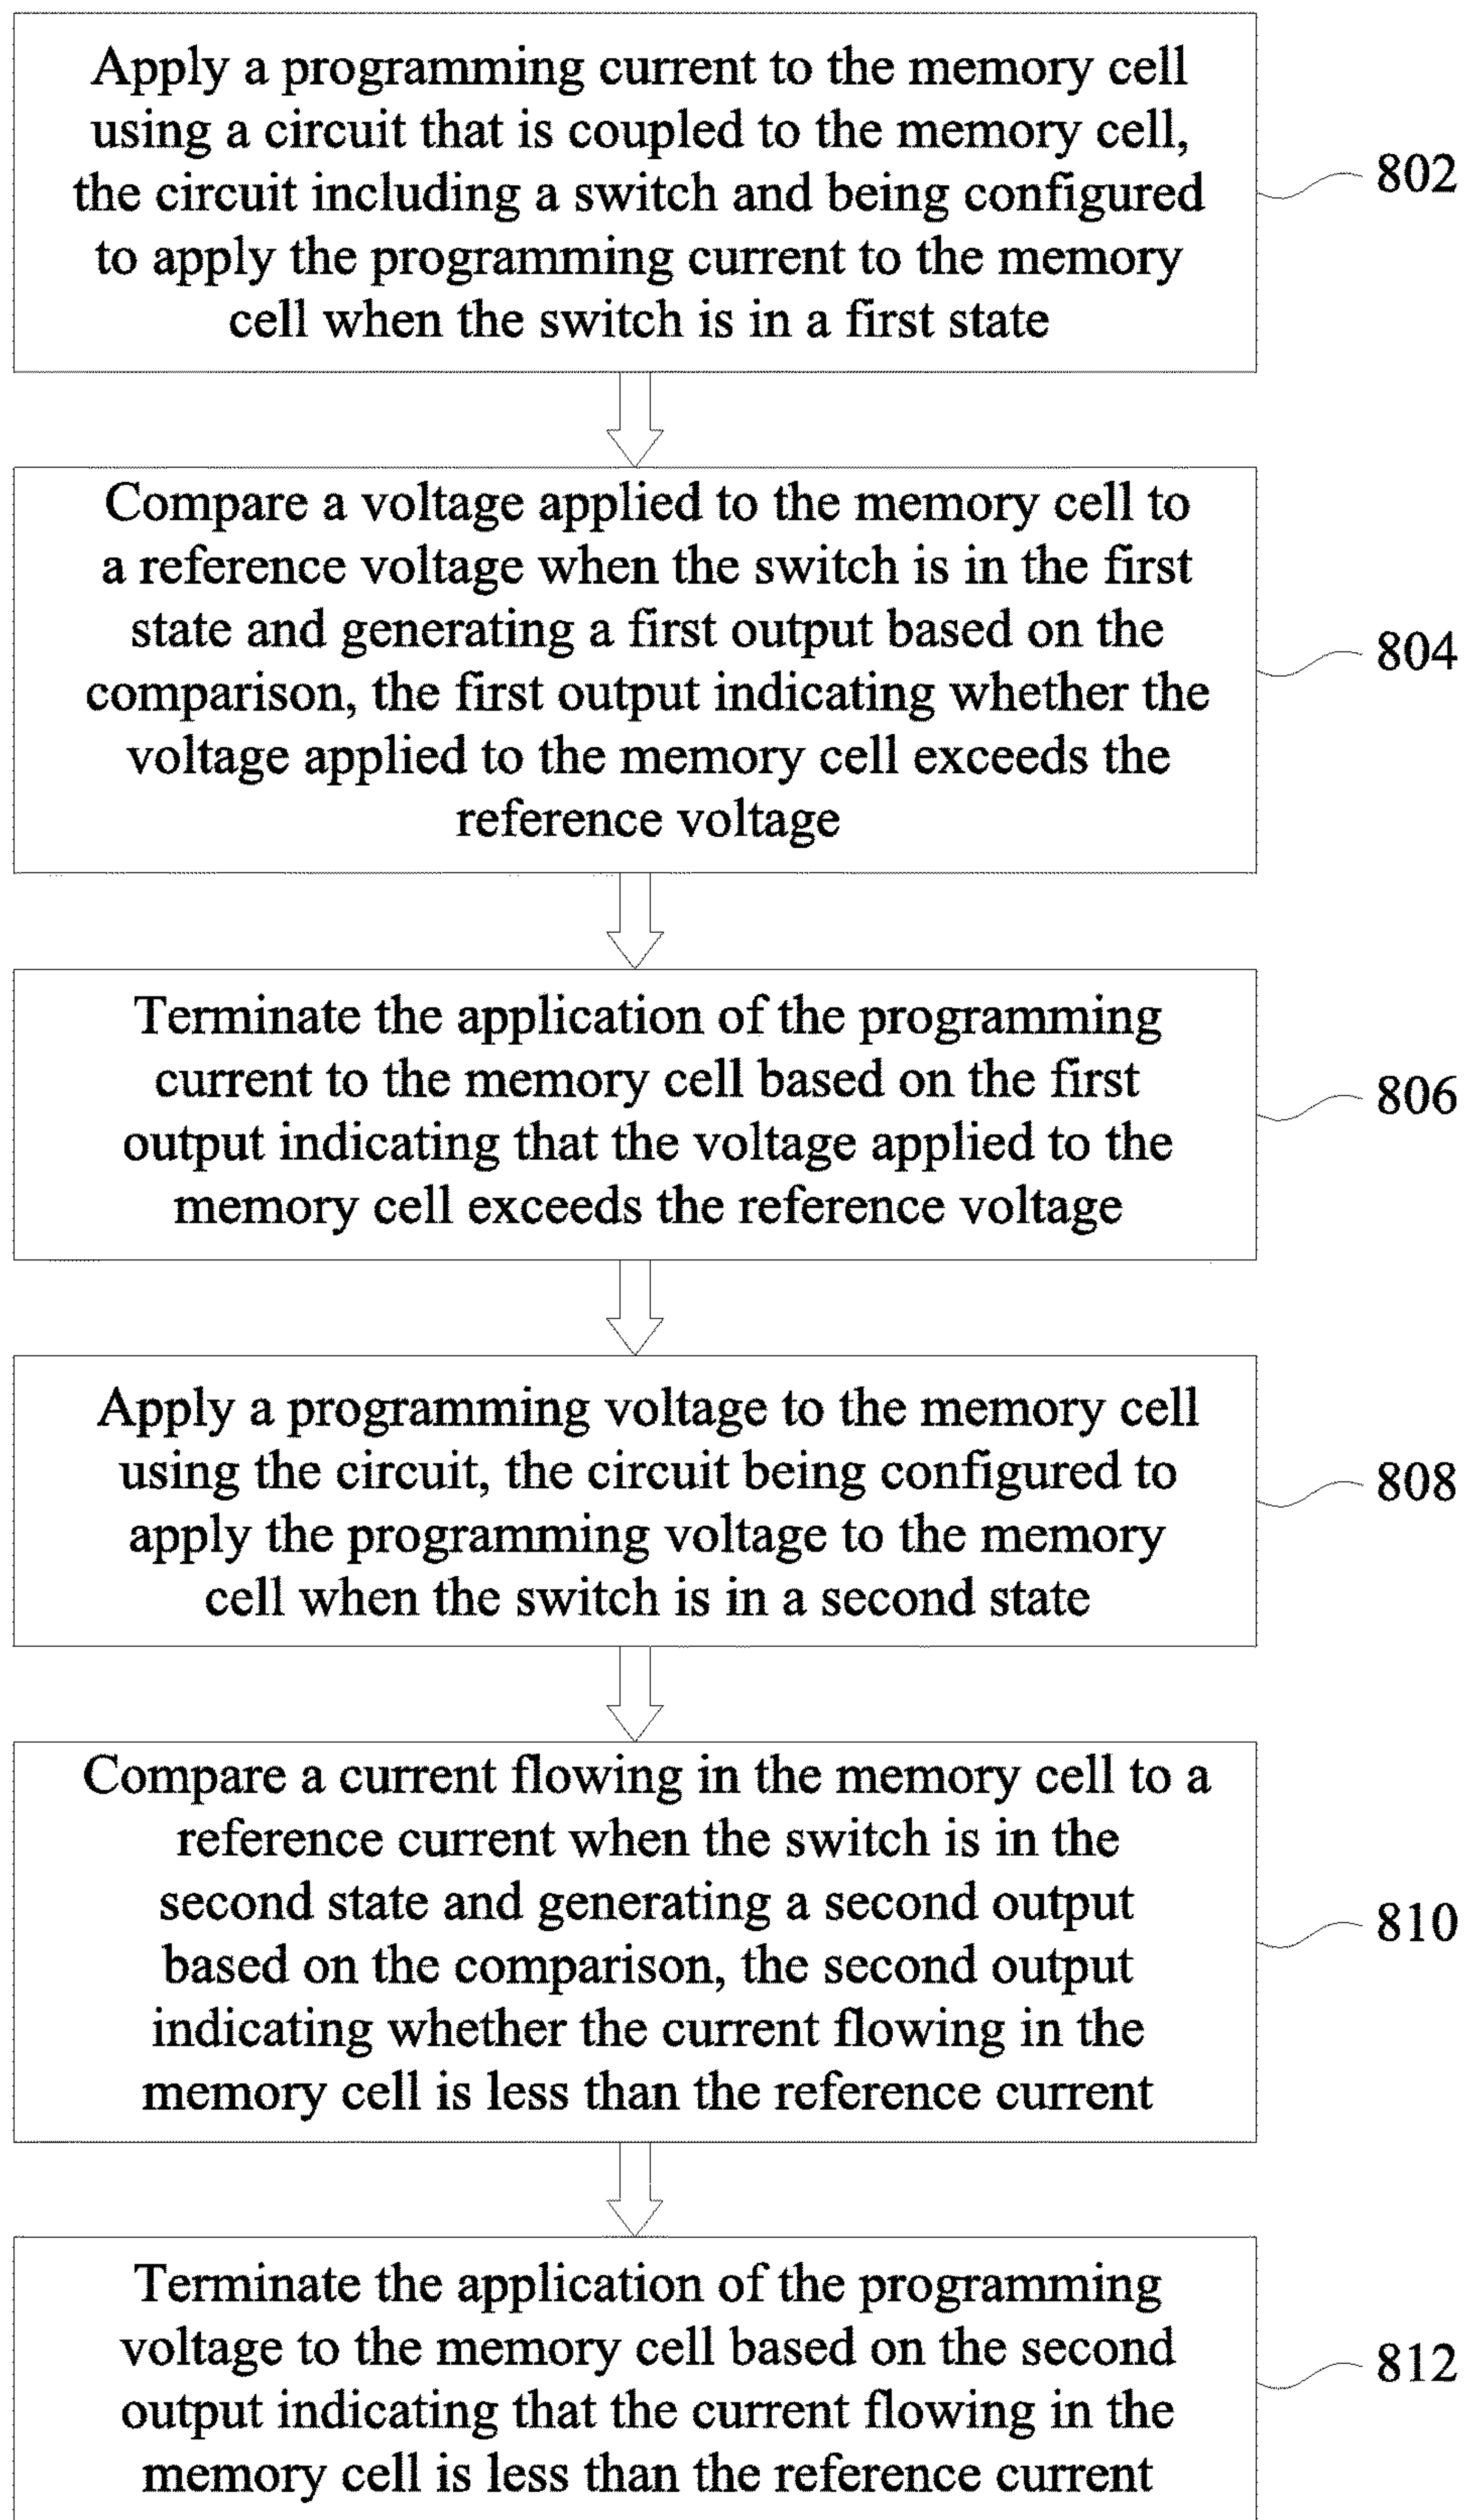 Apply a programming current to the memory cell
using a circuit that is coupled to the memory cell,
the circuit including a switch and being configured
to apply the programming current to the memory
cell when the switch is in a first state
802
Compare a voltage applied to the memory cell to
a reference voltage when the switch is in the first
state and generating a first output based on the
comparison, the first output indicating whether the
voltage applied to the memory cell exceeds the
reference voltage
804
Terminate the application of the programming
current to the memory cell based on the first
output indicating that the voltage applied to the
memory cell exceeds the reference voltage
806
Apply a programming voltage to the memory cell
using the circuit, the circuit being configured to
apply the programming voltage to the memory
cell when the switch is in a second state
808
Compare a current flowing in the memory cell to a
reference current when the switch is in the
second state and generating a second output
based on the comparison, the second output
indicating whether the current flowing in the
memory cell is less than the reference current
810
Terminate the application of the programming
voltage to the memory cell based on the second
output indicating that the current flowing in the
memory cell is less than the reference current
812